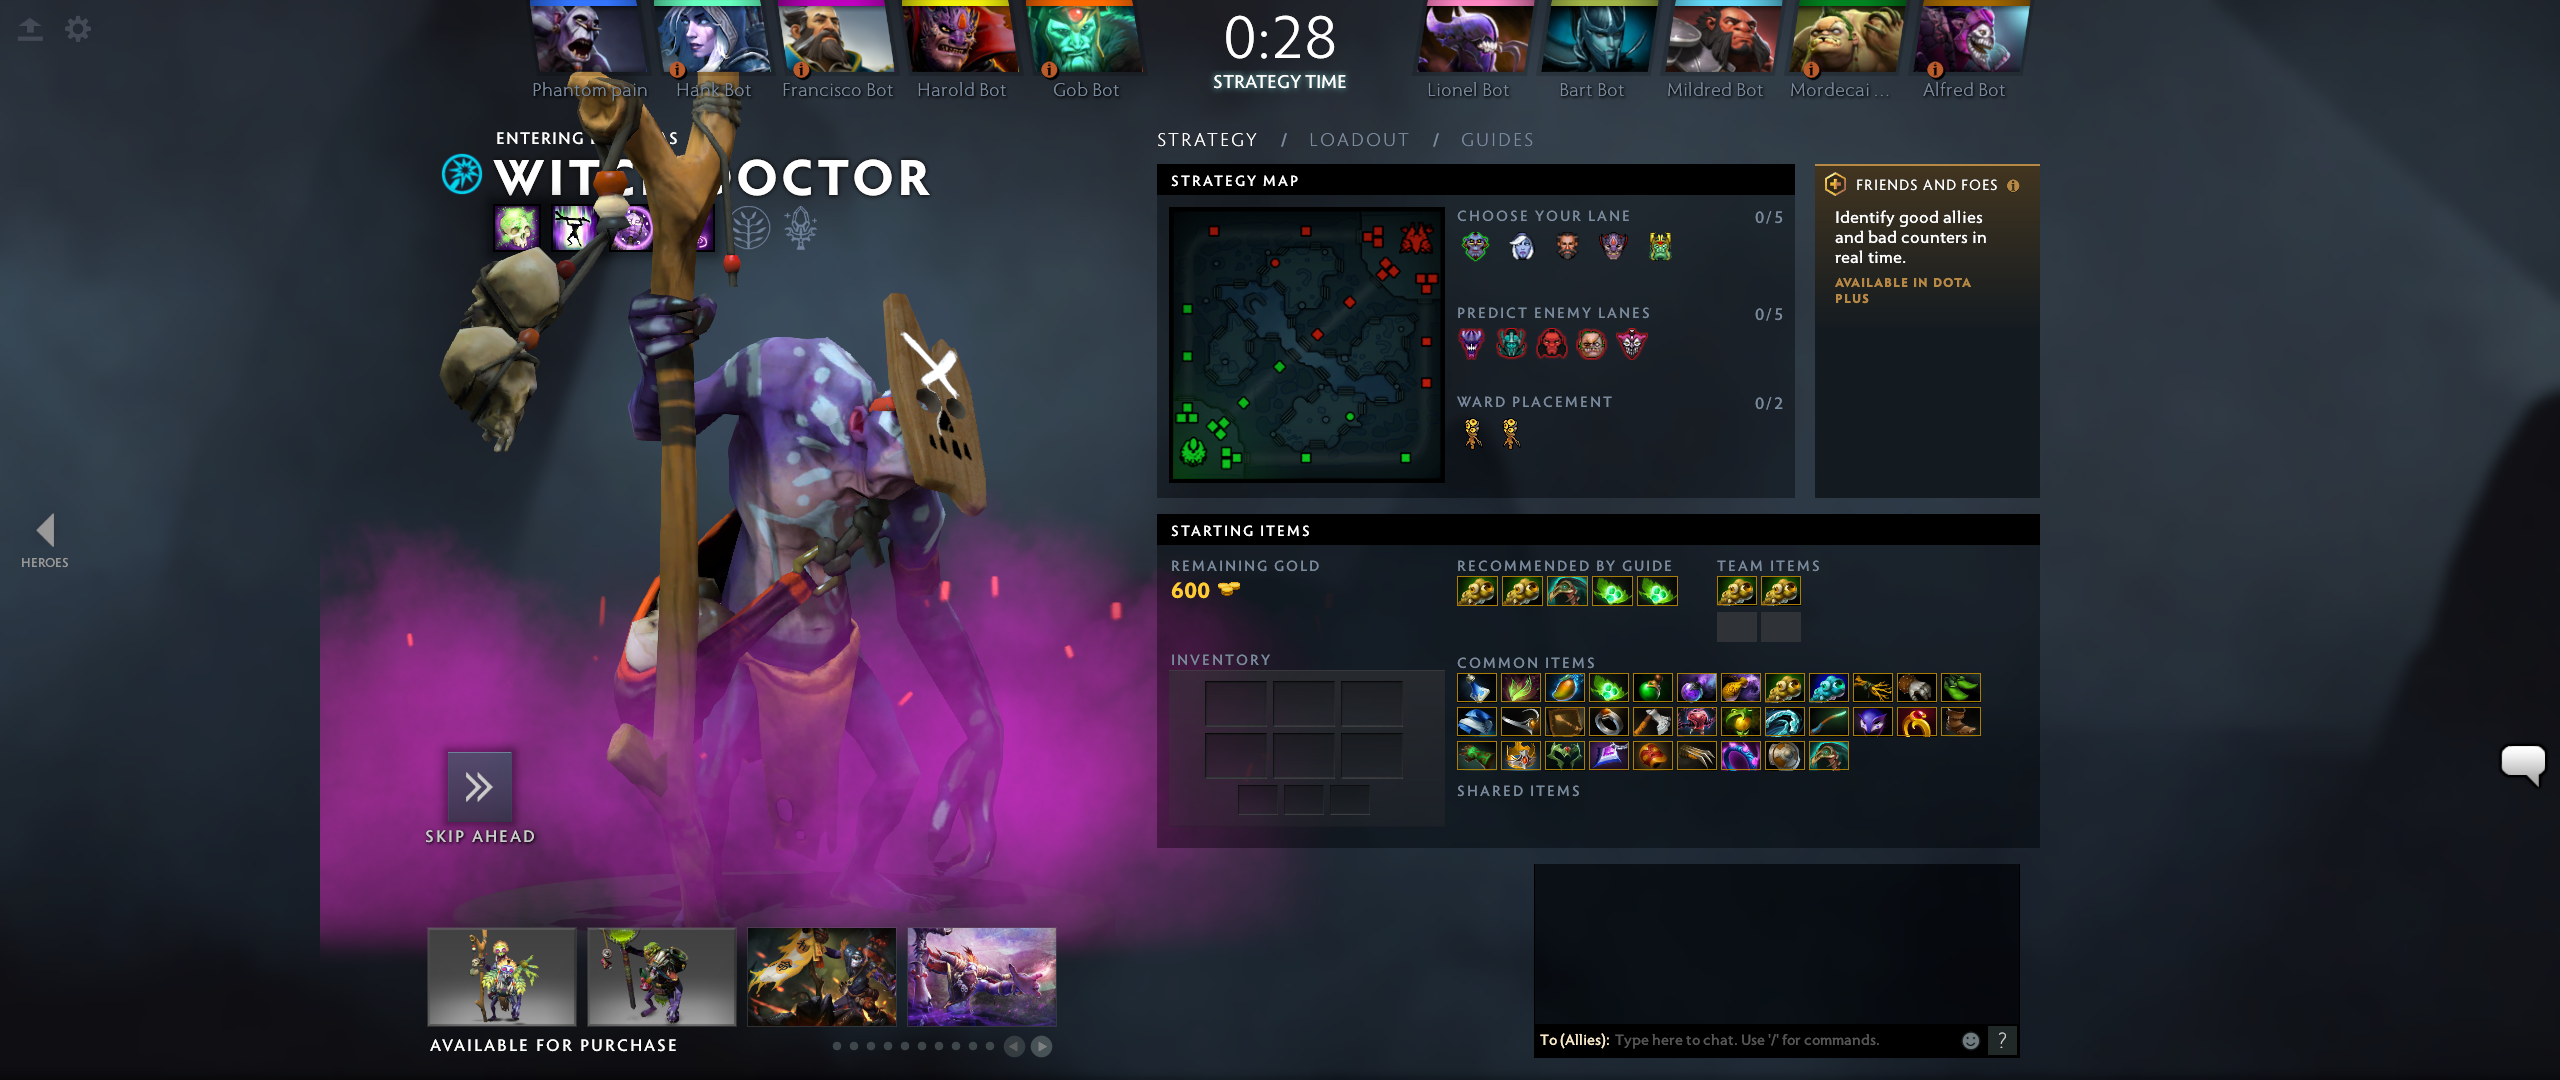 0:28
STRATEGY TIME
Phantom pain
Hank Bot
Francisco Bot
Harold Bot
Gob Bot
Lionel Bot
Bart Bot
Mildred Bot
Mordecai ...
Alfred Bot
ENTERING
WITCH DOCTOR
STRATEGY / LOADOUT / GUIDES
STRATEGY MAP
CHOOSE YOUR LANE 0/5
PREDICT ENEMY LANES 0/5
WARD PLACEMENT 0/2
FRIENDS AND FOES
Identify good allies
and bad counters in
real time.
AVAILABLE IN DOTA
PLUS
HEROES
STARTING ITEMS
REMAINING GOLD
600
RECOMMENDED BY GUIDE
TEAM ITEMS
INVENTORY
COMMON ITEMS
SHARED ITEMS
SKIP AHEAD
AVAILABLE FOR PURCHASE
To (Allies): Type here to chat. Use '/' for commands.
?